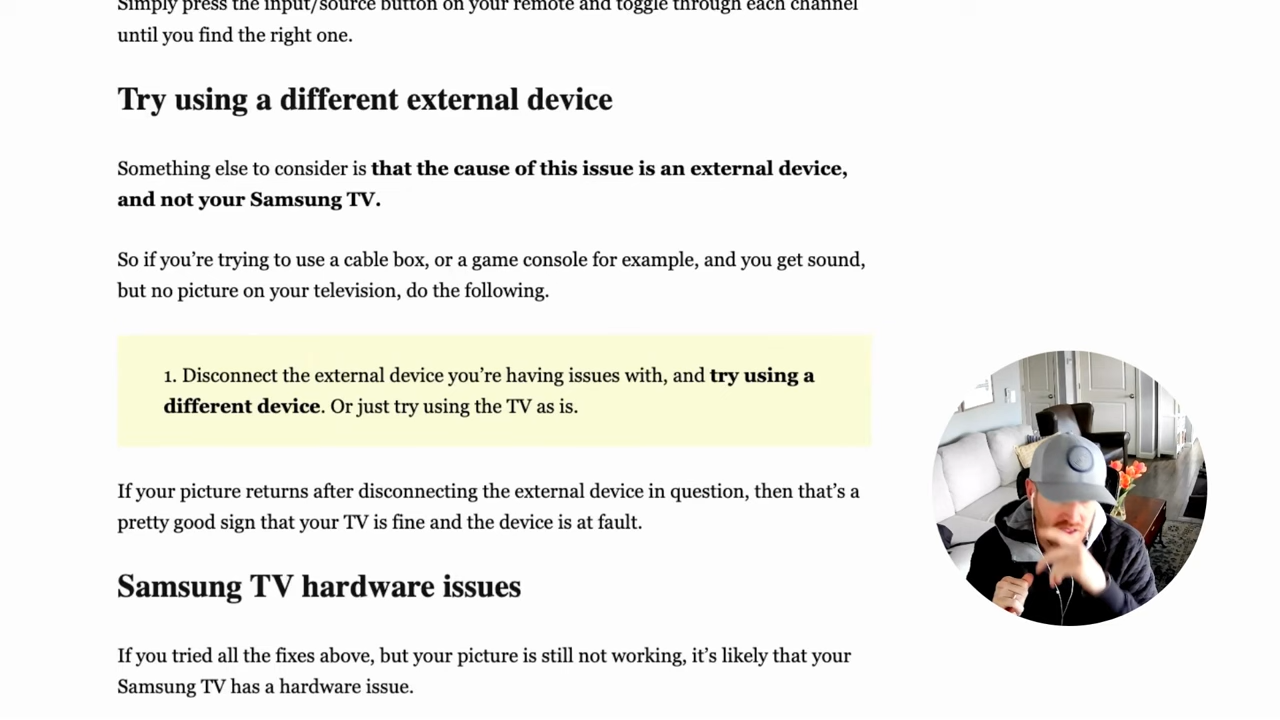 Simply press the input/source button on your remote and toggle through each channel
until you find the right one.
Try using a different external device
Something else to consider is that the cause of this issue is an external device,
and not your Samsung TV.
So if you’re trying to use a cable box, or a game console for example, and you get sound,
but no picture on your television, do the following.
1. Disconnect the external device you’re having issues with, and try using a
different device. Or just try using the TV as is.
If your picture returns after disconnecting the external device in question, then that’s a
pretty good sign that your TV is fine and the device is at fault.
Samsung TV hardware issues
If you tried all the fixes above, but your picture is still not working, it’s likely that your
Samsung TV has a hardware issue.